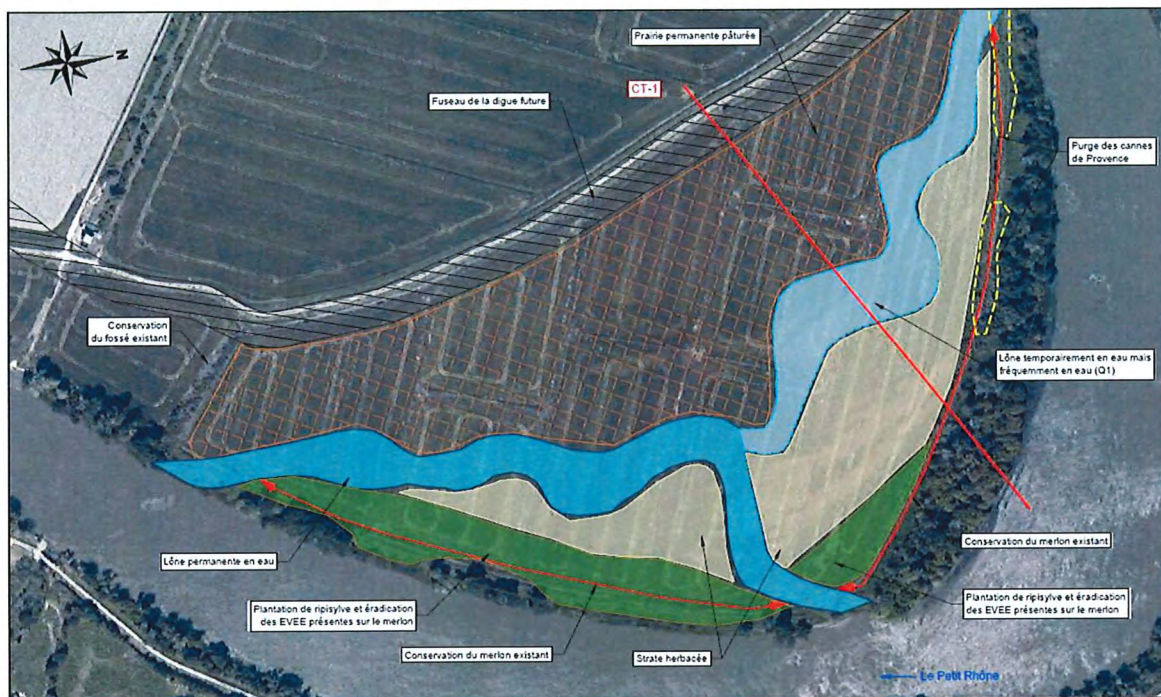 N
Prairie permanente pâturée
CT-1
Fuseau de la digue future
Purge des cannes
de Provence
Conservation
du fossé existant
Lône temporairement en eau mais
fréquemment en eau (Q1)
Lône permanente en eau
Conservation du merlon existant
Plantation de ripisylve et éradication
des EVEE présentes sur le merlon
Plantation de ripisylve et éradication
des EVEE présentes sur le merlon
Conservation du merlon existant
Strate herbacée
Le Petit Rhône